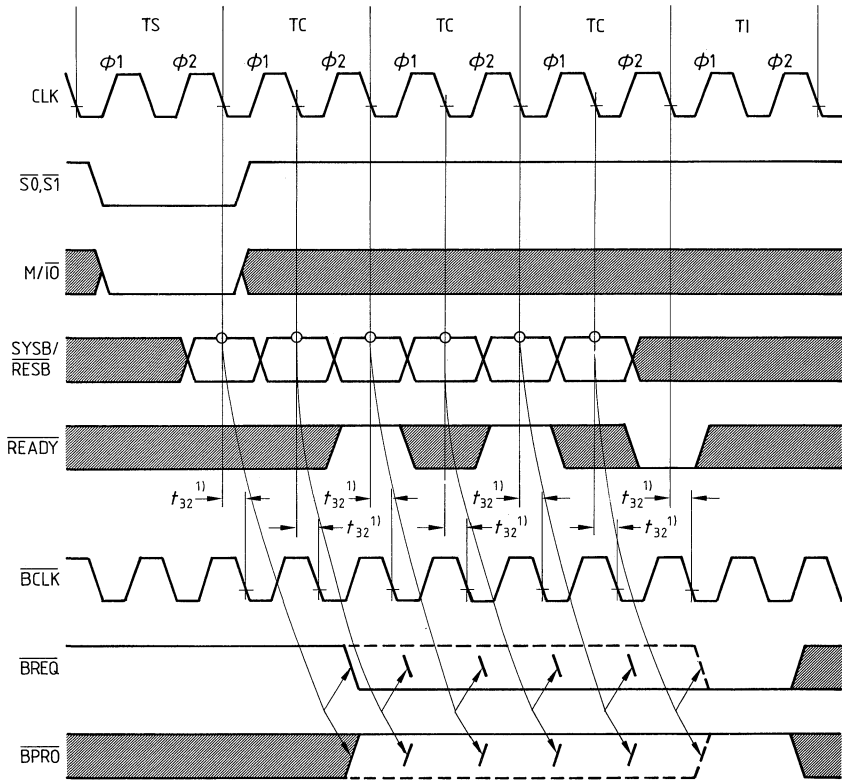 TS TC TC TC TI
ϕ1 ϕ2 ϕ1 ϕ2 ϕ1 ϕ2 ϕ1 ϕ2 ϕ1 ϕ2
CLK
S0,S1
M/IO
SYSB/
RESB
READY
t32 1) t32 1) t32 1) t32 1)
t32 1) t32 1) t32 1)
BCLK
BREQ
BPRO